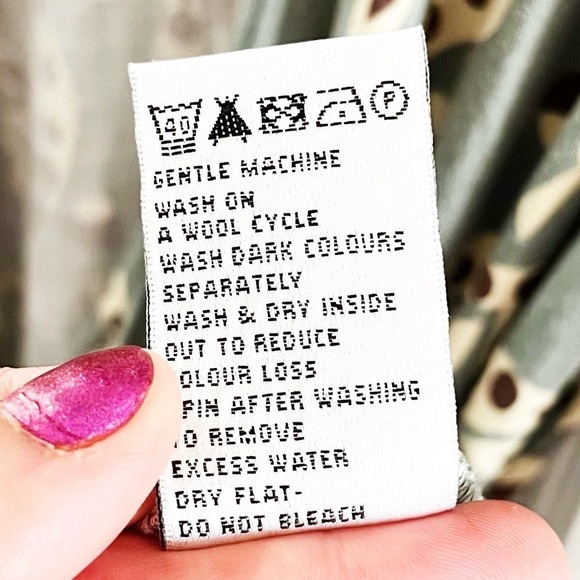 40 P
GENTLE MACHINE
WASH ON
A WOOL CYCLE
WASH DARK COLOURS
SEPARATELY
WASH & DRY INSIDE
OUT TO REDUCE
OLOUR LOSS
PIN AFTER WASHING
TO REMOVE
EXCESS WATER
DRY FLAT-
DO NOT BLEACH